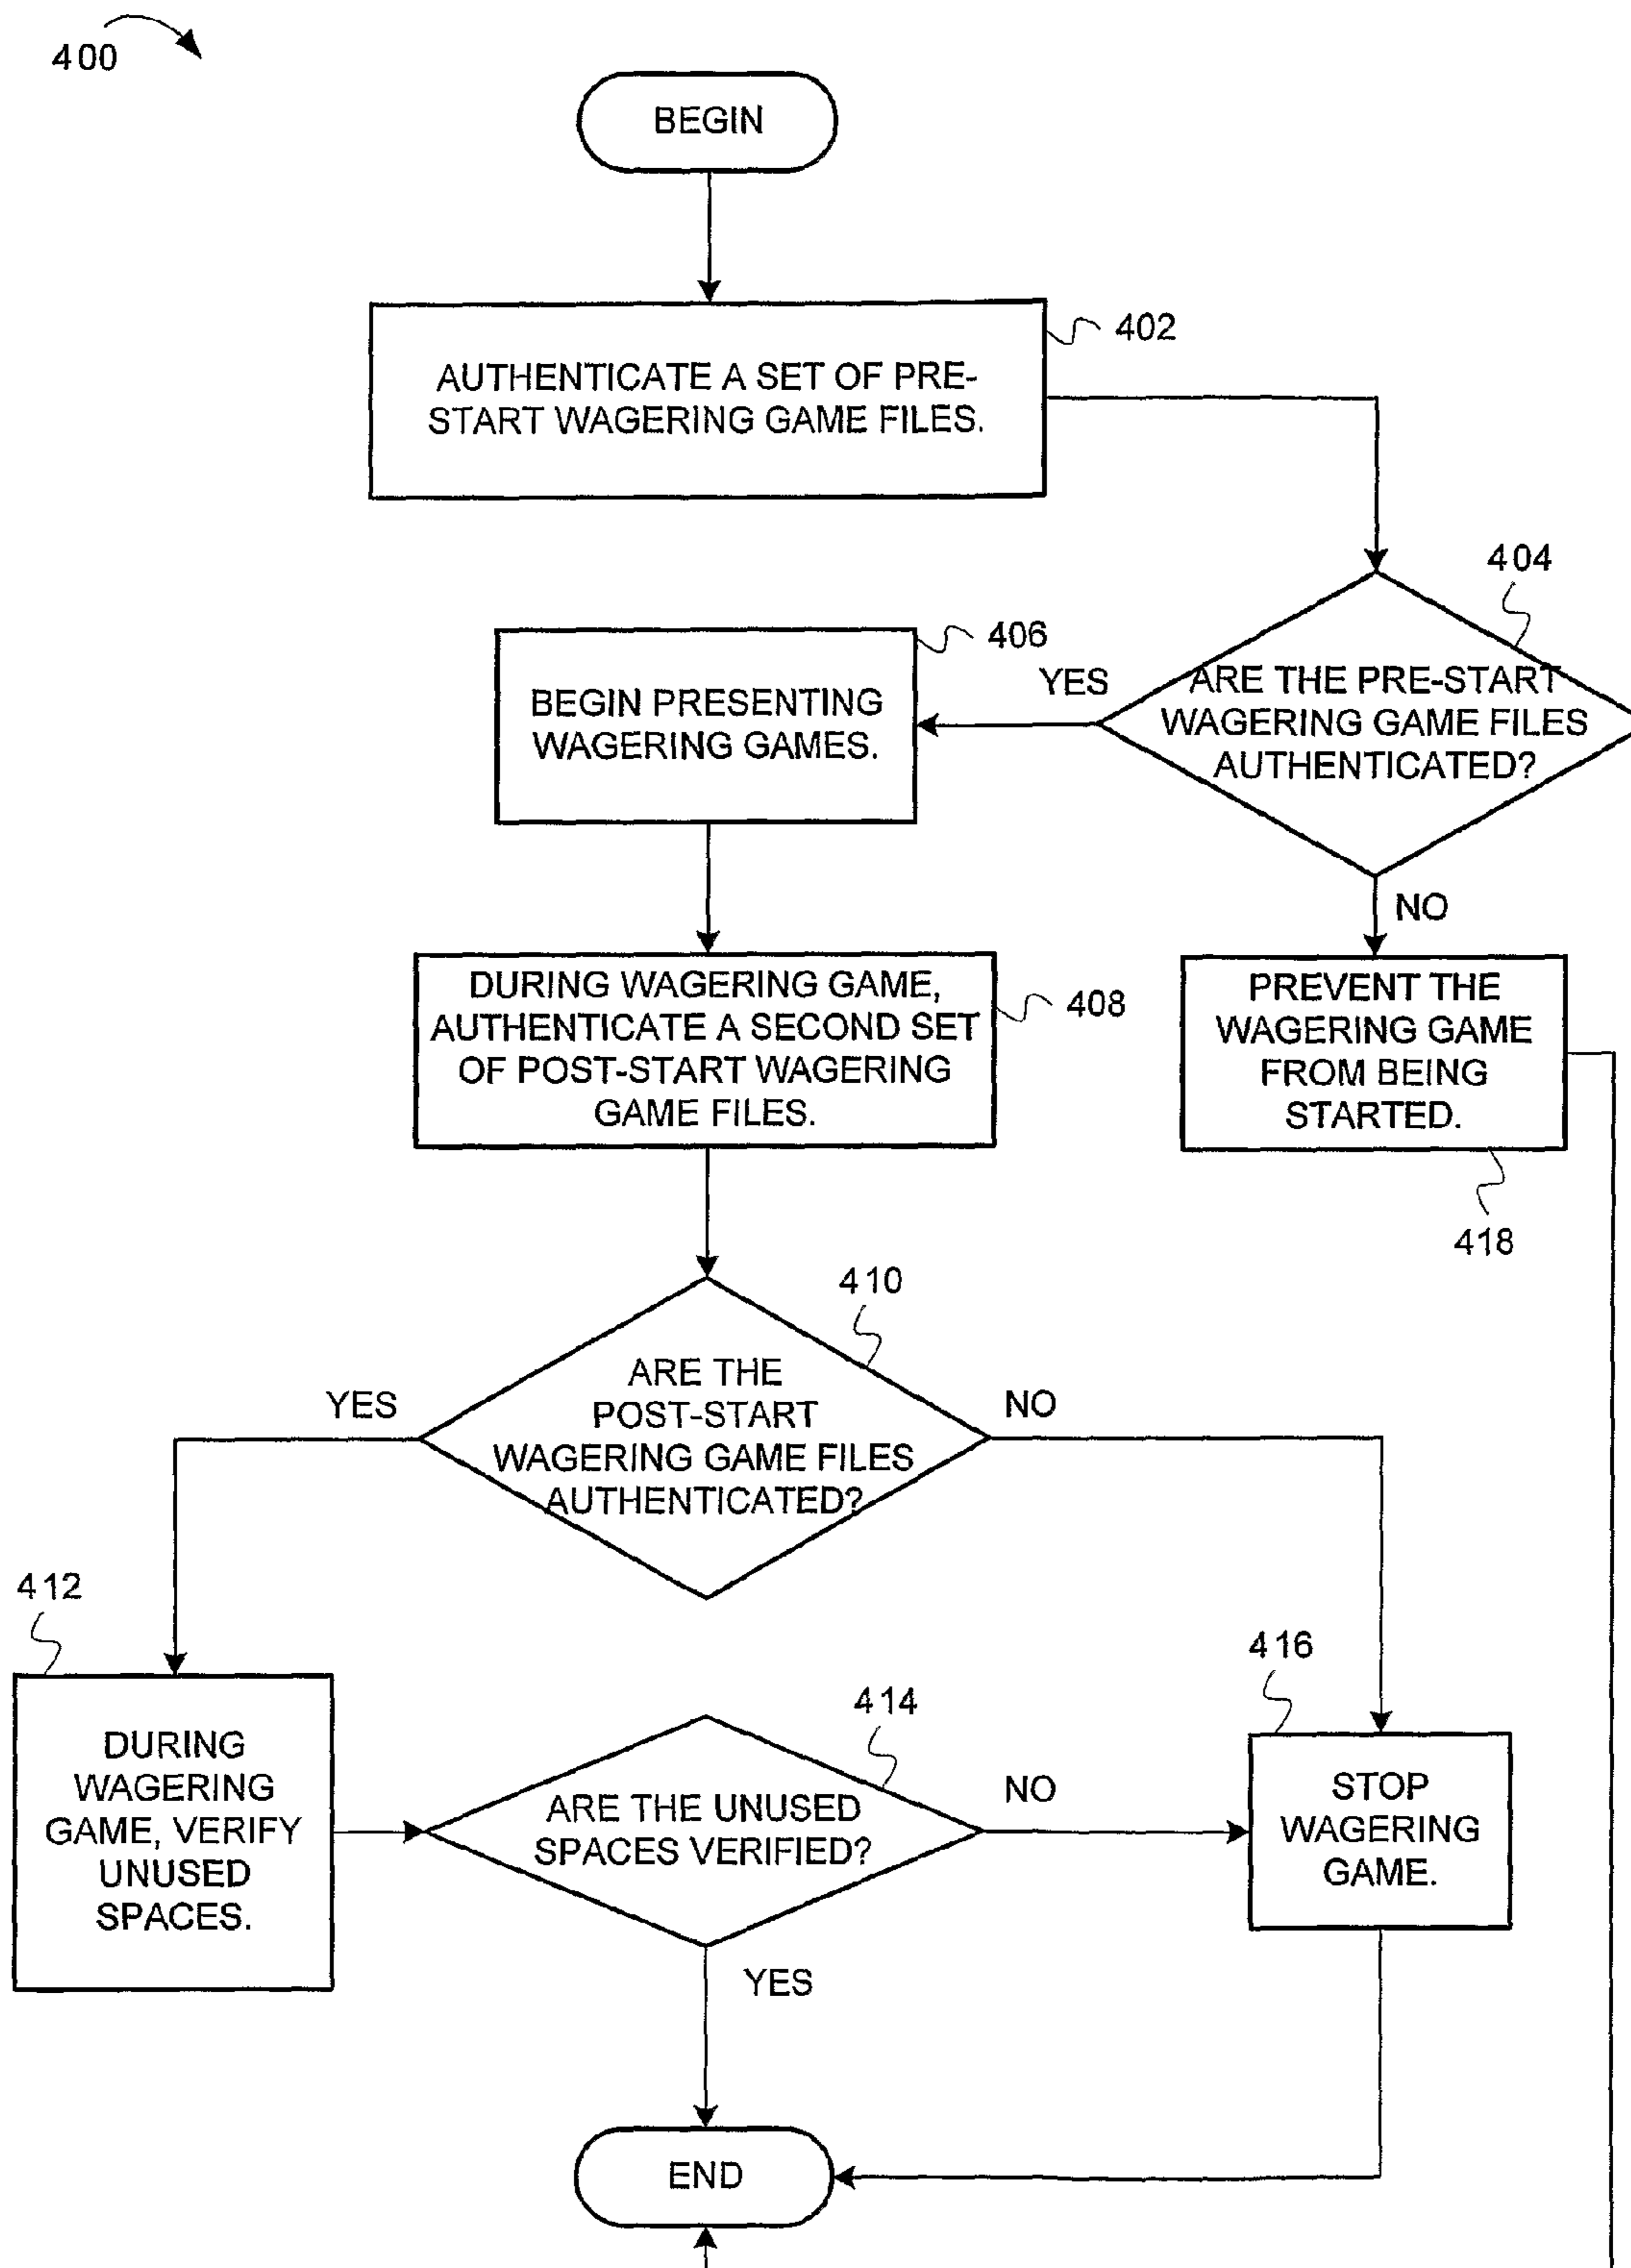 400
BEGIN
402
AUTHENTICATE A SET OF PRE-
START WAGERING GAME FILES.
404
ARE THE PRE-START
WAGERING GAME FILES
AUTHENTICATED?
YES
406
BEGIN PRESENTING
WAGERING GAMES.
NO
DURING WAGERING GAME,
AUTHENTICATE A SECOND SET
OF POST-START WAGERING
GAME FILES.
408
PREVENT THE
WAGERING GAME
FROM BEING
STARTED.
418
410
ARE THE
POST-START
WAGERING GAME FILES
AUTHENTICATED?
YES
NO
412
DURING
WAGERING
GAME, VERIFY
UNUSED
SPACES.
414
ARE THE UNUSED
SPACES VERIFIED?
NO
416
STOP
WAGERING
GAME.
YES
END